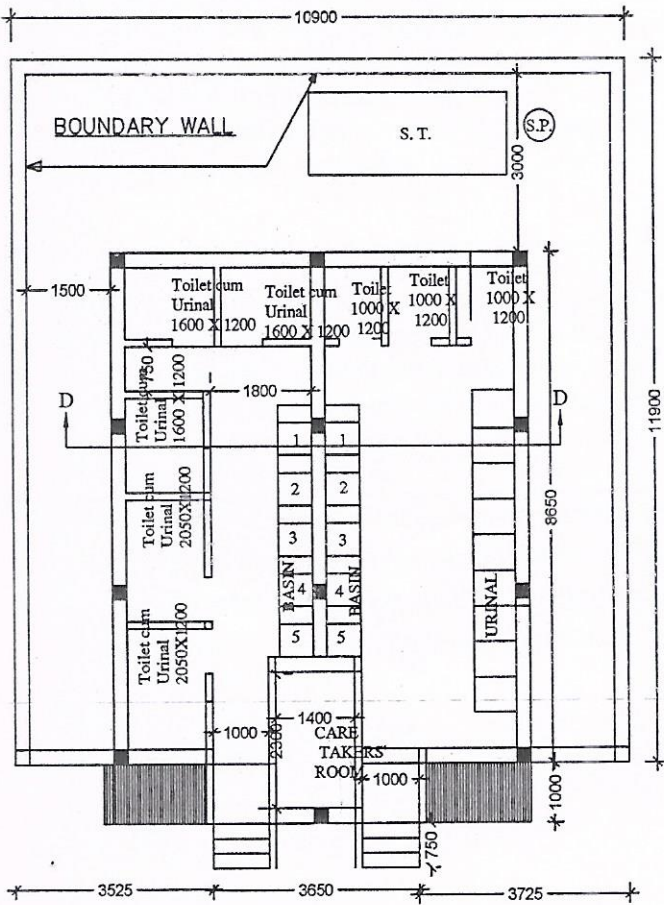 10900
BOUNDARY WALL
S. T.
S.P.
3000
1500
Toilet cum
Urinal
1600 X 1200
Toilet cum
Urinal
1600 X 1200
Toilet
1000 X
1200
Toilet
1000 X
1200
Toilet
1000 X
1200
750
1800
Toilet cum
Urinal
1600 X 1200
D
D
11900
8650
1
1
2
2
3
3
4
4
5
5
BASIN
BASIN
URINAL
Toilet cum
Urinal
2050X1200
Toilet cum
Urinal
2050X1200
1000
1400
CARE
TAKERS'
ROOM
1000
1000
750
3525
3650
3725